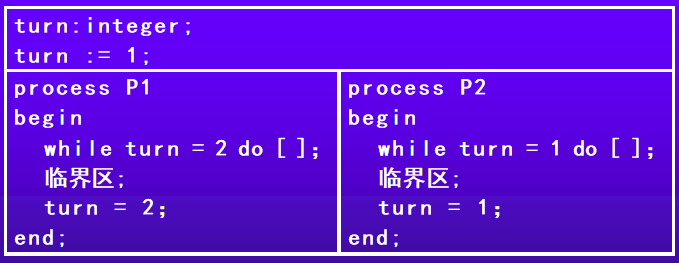 turn:integer;
turn := 1;
process P1
begin
while turn = 2 do [ ];
临界区;
turn = 2;
end;
process P2
begin
while turn = 1 do [ ];
临界区;
turn = 1;
end;